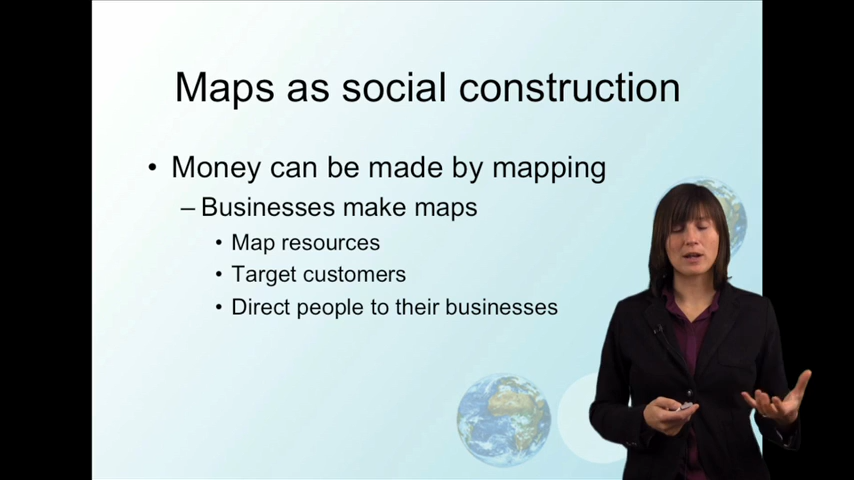 Maps as social construction
• Money can be made by mapping
– Businesses make maps
• Map resources
• Target customers
• Direct people to their businesses